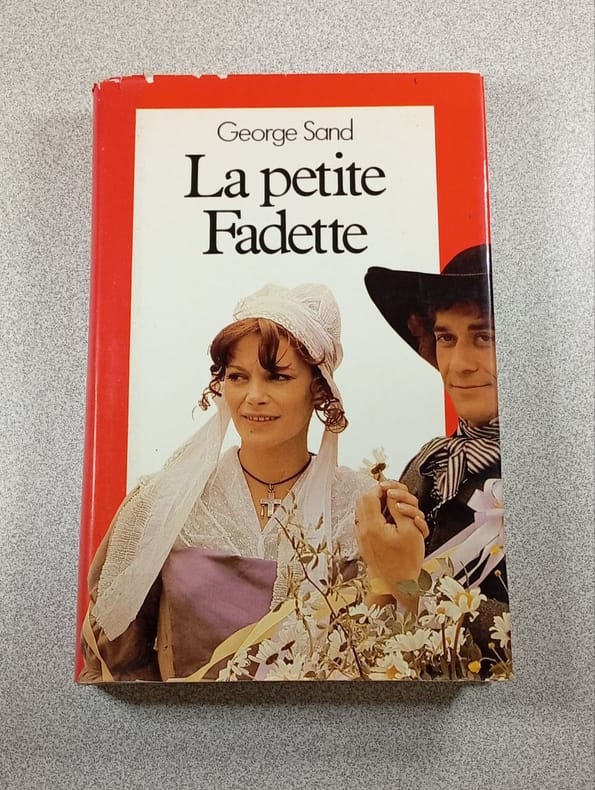 George Sand
La petite
Fadette